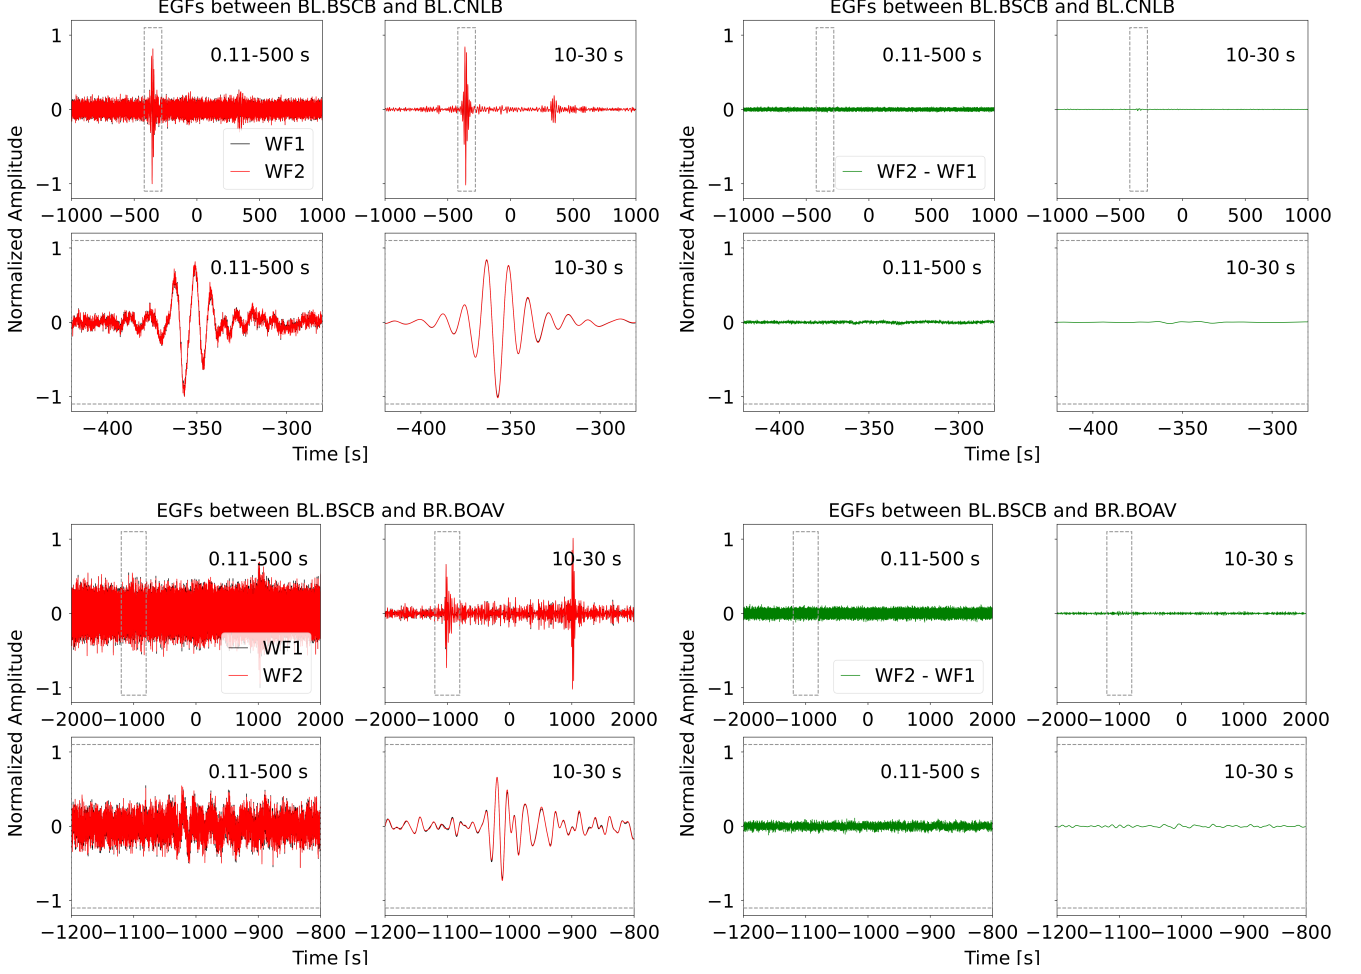 EGFs between BL.BSCB and BL.CNLB
EGFs between BL.BSCB and BL.CNLB
Normalized Amplitude
1
0
−1
0.11-500 s
WF1
WF2
−1000 −500 0 500 1000
10-30 s
−1000 −500 0 500 1000
1
0
−1
0.11-500 s
−400 −350 −300
10-30 s
−400 −350 −300
Time [s]
Normalized Amplitude
1
0
−1
0.11-500 s
WF2 - WF1
−1000 −500 0 500 1000
10-30 s
−1000 −500 0 500 1000
1
0
−1
0.11-500 s
−400 −350 −300
10-30 s
−400 −350 −300
Time [s]
EGFs between BL.BSCB and BR.BOAV
EGFs between BL.BSCB and BR.BOAV
Normalized Amplitude
1
0
−1
0.11-500 s
WF1
WF2
−2000 −1000 0 1000 2000
10-30 s
−2000 −1000 0 1000 2000
1
0
−1
0.11-500 s
−1200 −1100 −1000 −900 −800
10-30 s
−1200 −1100 −1000 −900 −800
Time [s]
Normalized Amplitude
1
0
−1
0.11-500 s
WF2 - WF1
−2000 −1000 0 1000 2000
10-30 s
−2000 −1000 0 1000 2000
1
0
−1
0.11-500 s
−1200 −1100 −1000 −900 −800
10-30 s
−1200 −1100 −1000 −900 −800
Time [s]